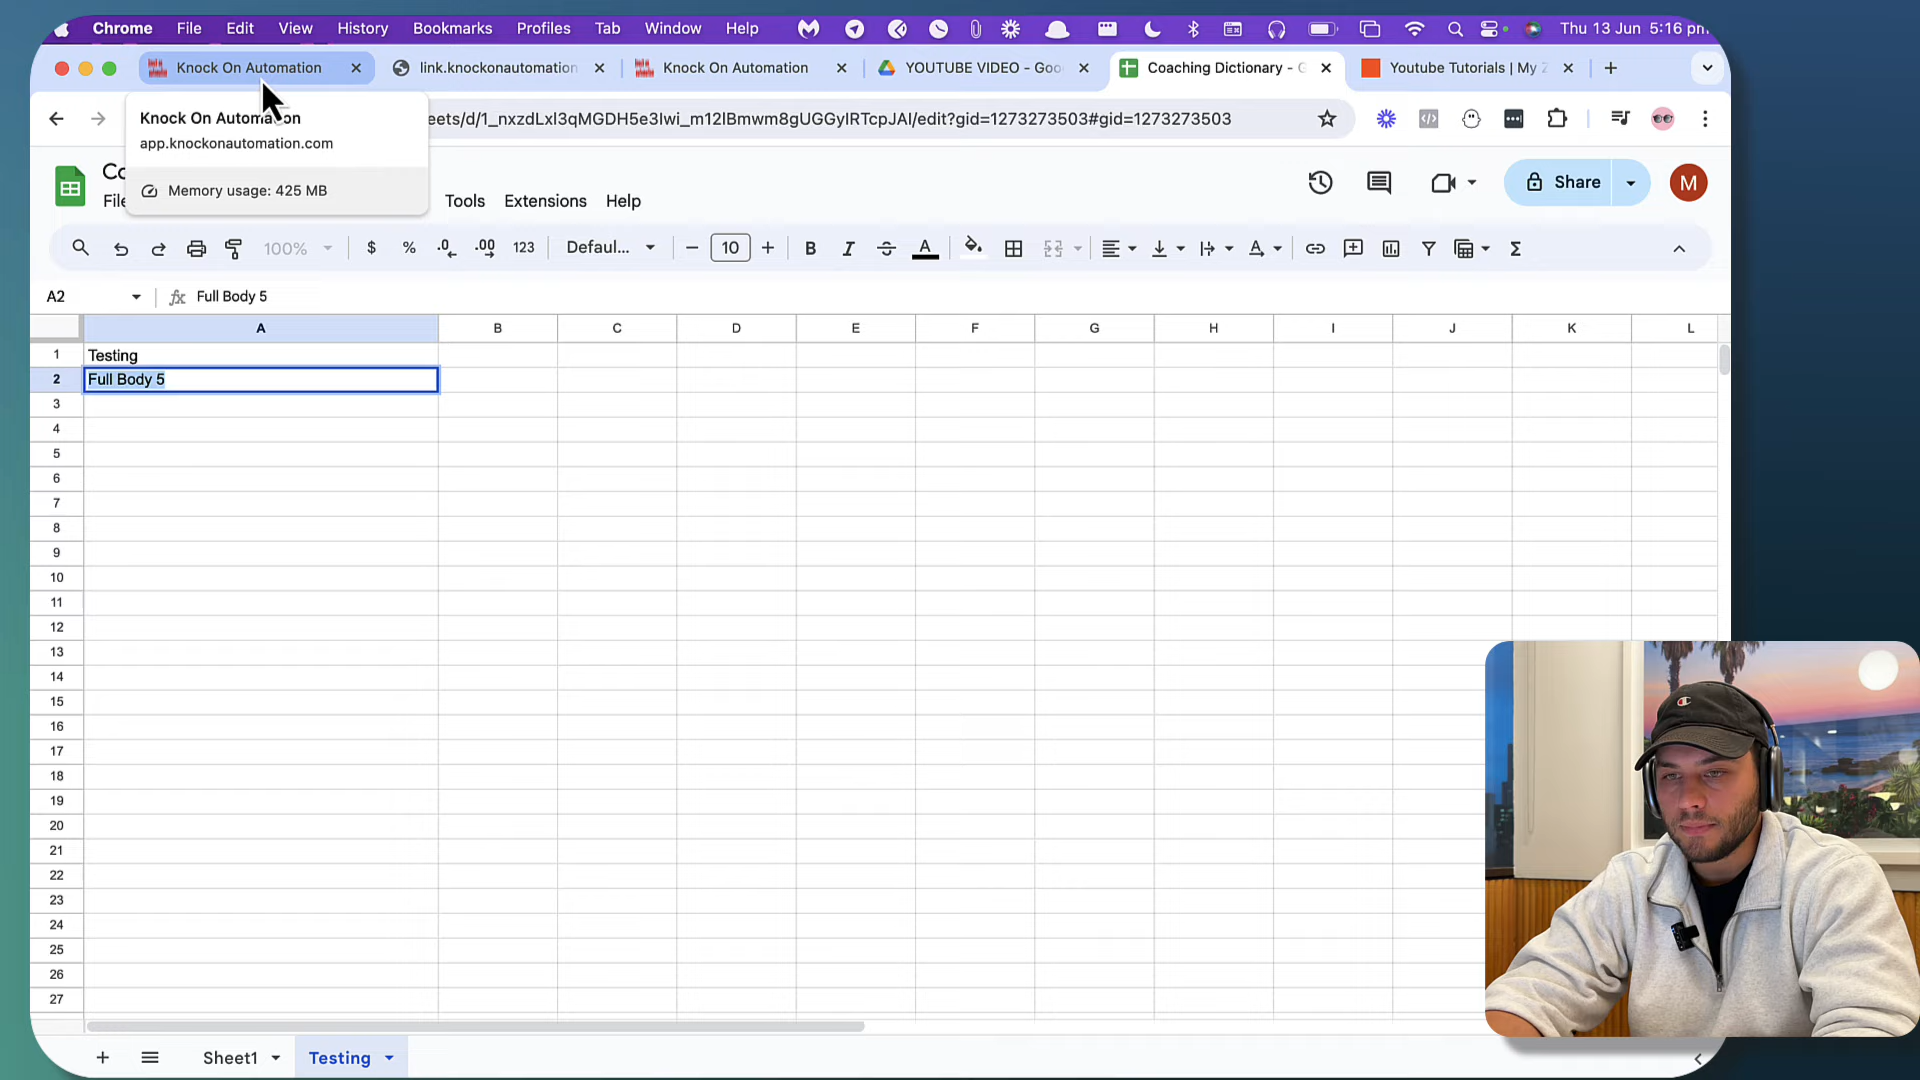 Chrome File Edit View History Bookmarks Profiles Tab Window Help Thu 13 Jun 5:16 pm
Knock On Automation link.knockonautomation Knock On Automation YOUTUBE VIDEO - Goo Coaching Dictionary - G Youtube Tutorials | My Z
eets/d/1_nxzdLxl3qMGDH5e3Iwi_m12lBmwm8gUGGylRTcpJAI/edit?gid=1273273503#gid=1273273503
Knock On Automation
app.knockonautomation.com
Memory usage: 425 MB
Co
Share
M
File Tools Extensions Help
100% $ % .0 .00 123 Defaul... 10 B I A
A2 fx Full Body 5
A B C D E F G H I J K L
1 Testing
2 Full Body 5
3
4
5
6
7
8
9
10
11
12
13
14
15
16
17
18
19
20
21
22
23
24
25
26
27
Sheet1 Testing